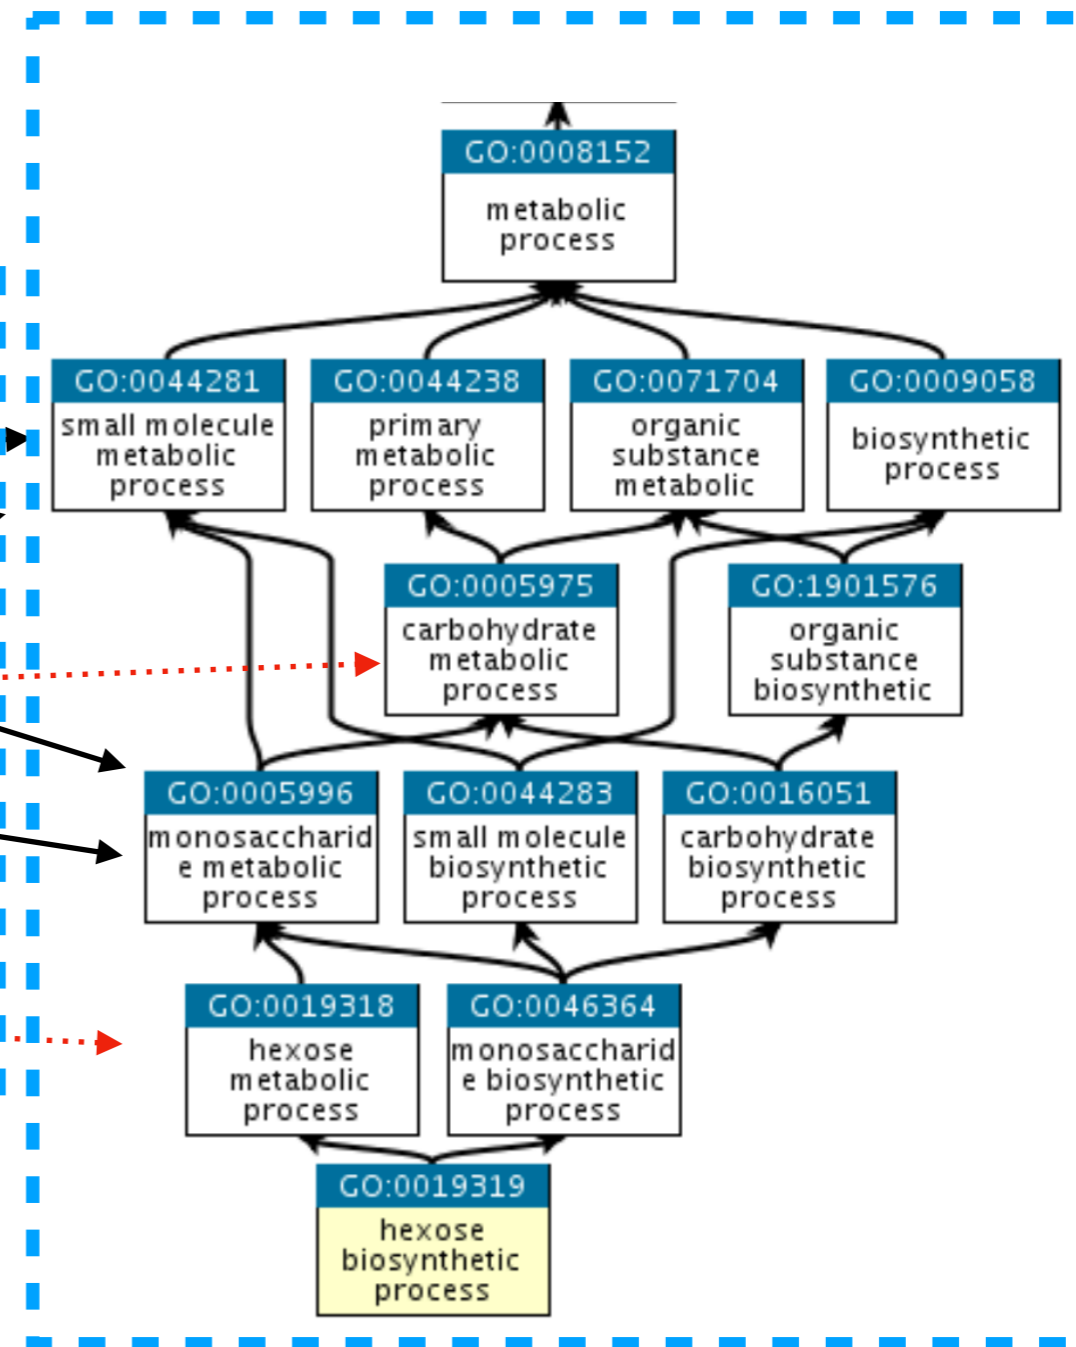 GO:0008152
metabolic
process
GO:0044281
small molecule
metabolic
process
GO:0044238
primary
metabolic
process
GO:0071704
organic
substance
metabolic
GO:0009058
biosynthetic
process
GO:0005975
carbohydrate
metabolic
process
GO:1901576
organic
substance
biosynthetic
GO:0005996
monosaccharid
e metabolic
process
GO:0044283
small molecule
biosynthetic
process
GO:0016051
carbohydrate
biosynthetic
process
GO:0019318
hexose
metabolic
process
GO:0046364
monosaccharid
e biosynthetic
process
GO:0019319
hexose
biosynthetic
process